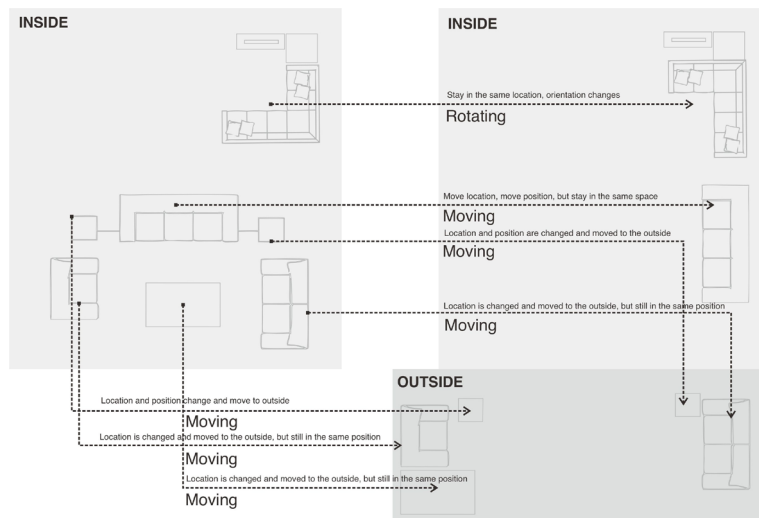 INSIDE
INSIDE
Stay in the same location, orientation changes
Rotating
Move location, move position, but stay in the same space
Moving
Location and position are changed and moved to the outside
Moving
Location is changed and moved to the outside, but still in the same position
Moving
OUTSIDE
Location and position change and move to outside
Moving
Location is changed and moved to the outside, but still in the same position
Moving
Location is changed and moved to the outside, but still in the same position
Moving